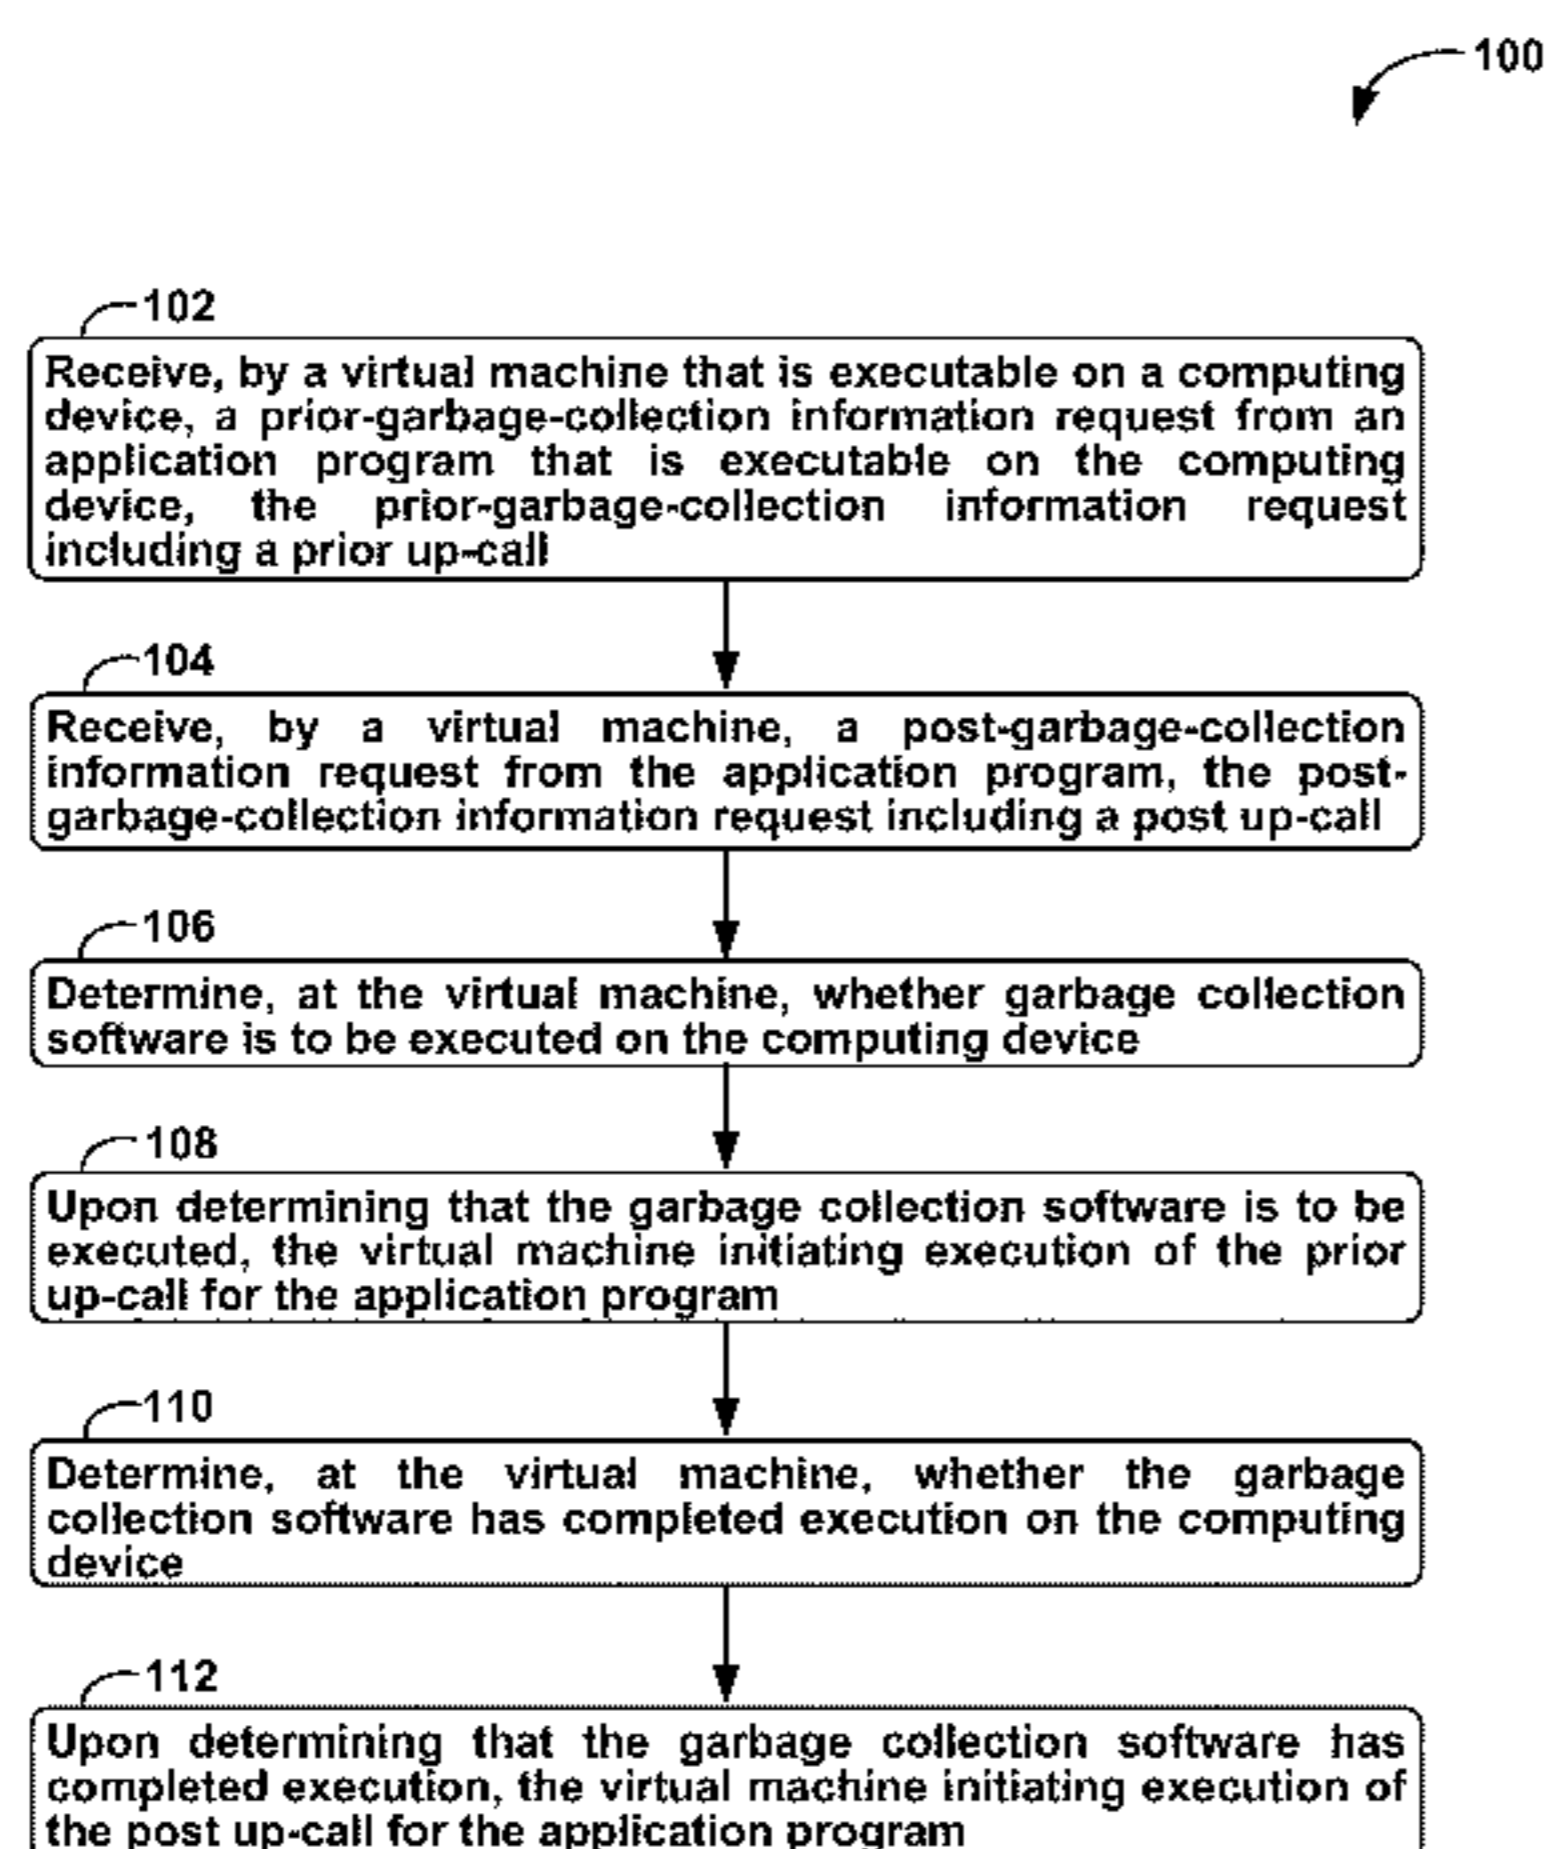 100
102
Receive, by a virtual machine that is executable on a computing
device, a prior-garbage-collection information request from an
application program that is executable on the computing
device, the prior-garbage-collection information request
including a prior up-call
104
Receive, by a virtual machine, a post-garbage-collection
information request from the application program, the post-
garbage-collection information request including a post up-call
106
Determine, at the virtual machine, whether garbage collection
software is to be executed on the computing device
108
Upon determining that the garbage collection software is to be
executed, the virtual machine initiating execution of the prior
up-call for the application program
110
Determine, at the virtual machine, whether the garbage
collection software has completed execution on the computing
device
112
Upon determining that the garbage collection software has
completed execution, the virtual machine initiating execution of
the post up-call for the application program